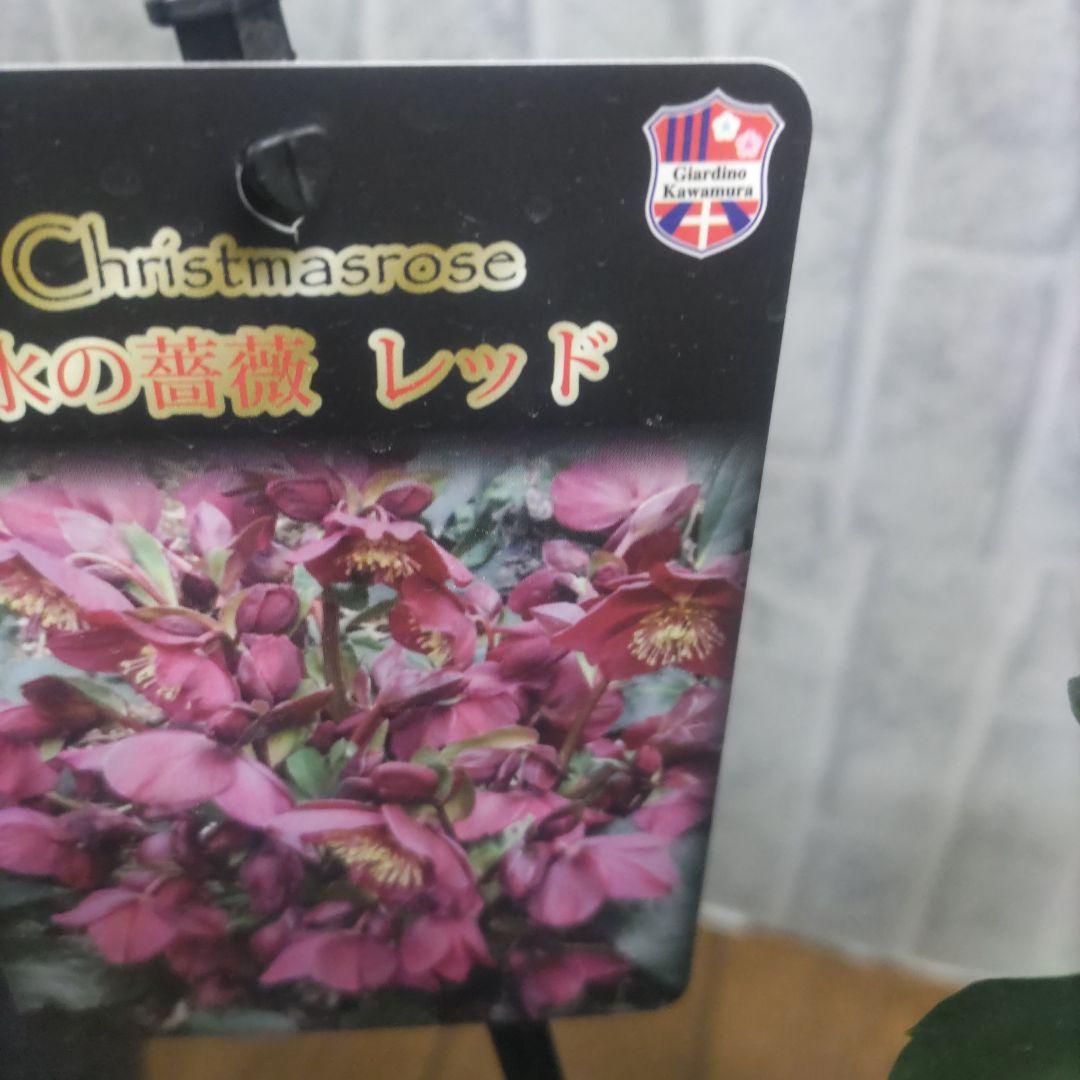 Giardino
Kawamura
Christmasrose
氷の薔薇 レッド